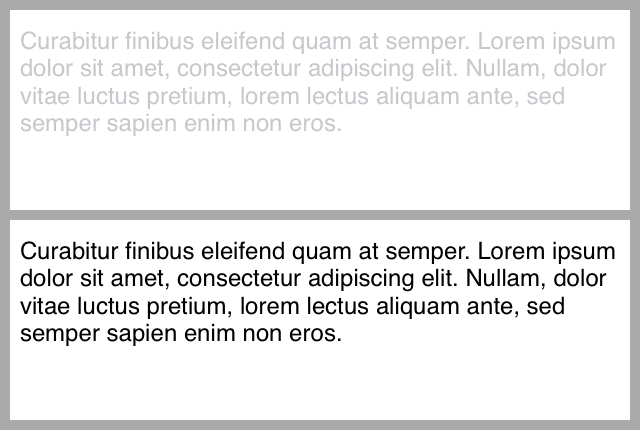 Curabitur finibus eleifend quam at semper. Lorem ipsum
dolor sit amet, consectetur adipiscing elit. Nullam, dolor
vitae luctus pretium, lorem lectus aliquam ante, sed
semper sapien enim non eros.
Curabitur finibus eleifend quam at semper. Lorem ipsum
dolor sit amet, consectetur adipiscing elit. Nullam, dolor
vitae luctus pretium, lorem lectus aliquam ante, sed
semper sapien enim non eros.